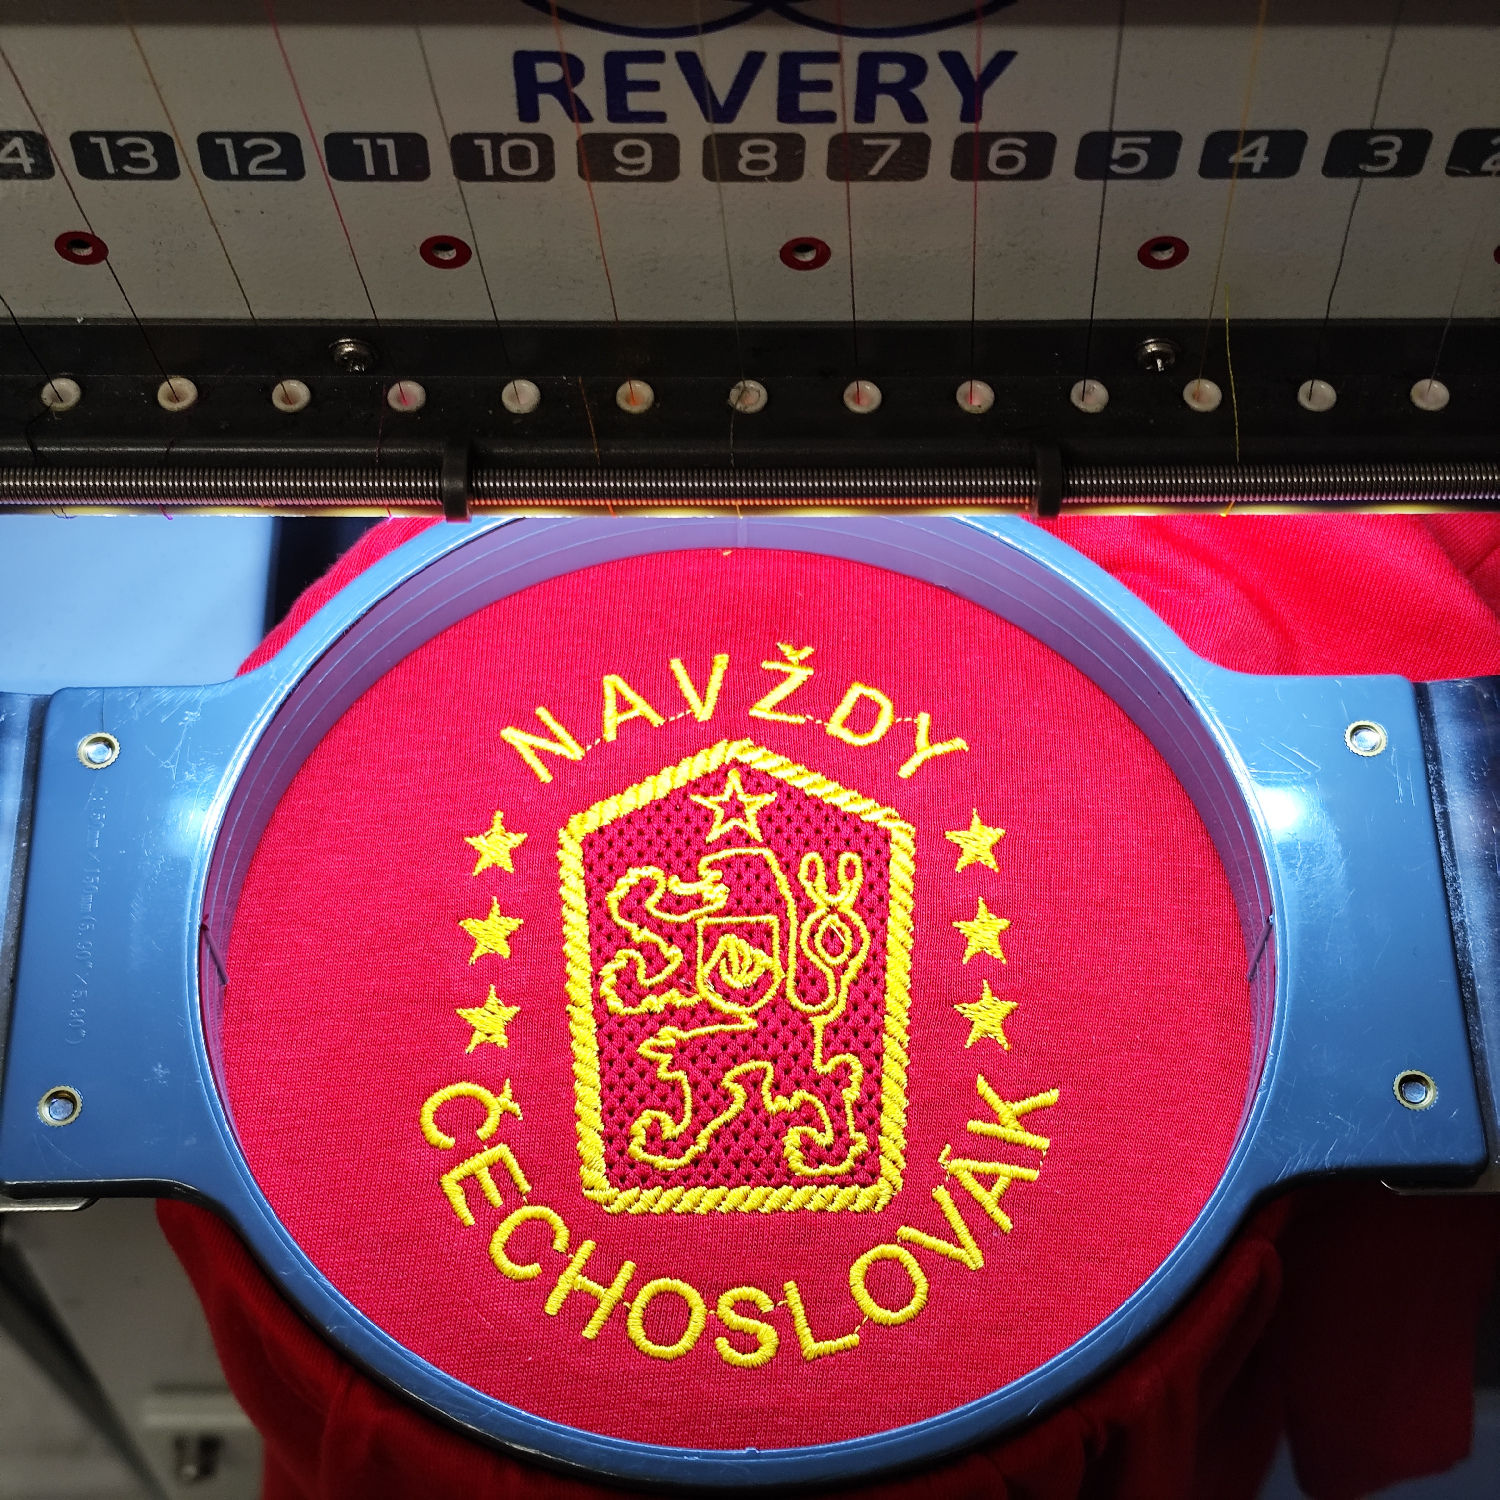 REVERY
13 12 11 10 9 8 7 6 5 4 3
NAVŽDY
ČECHOSLOVÁK